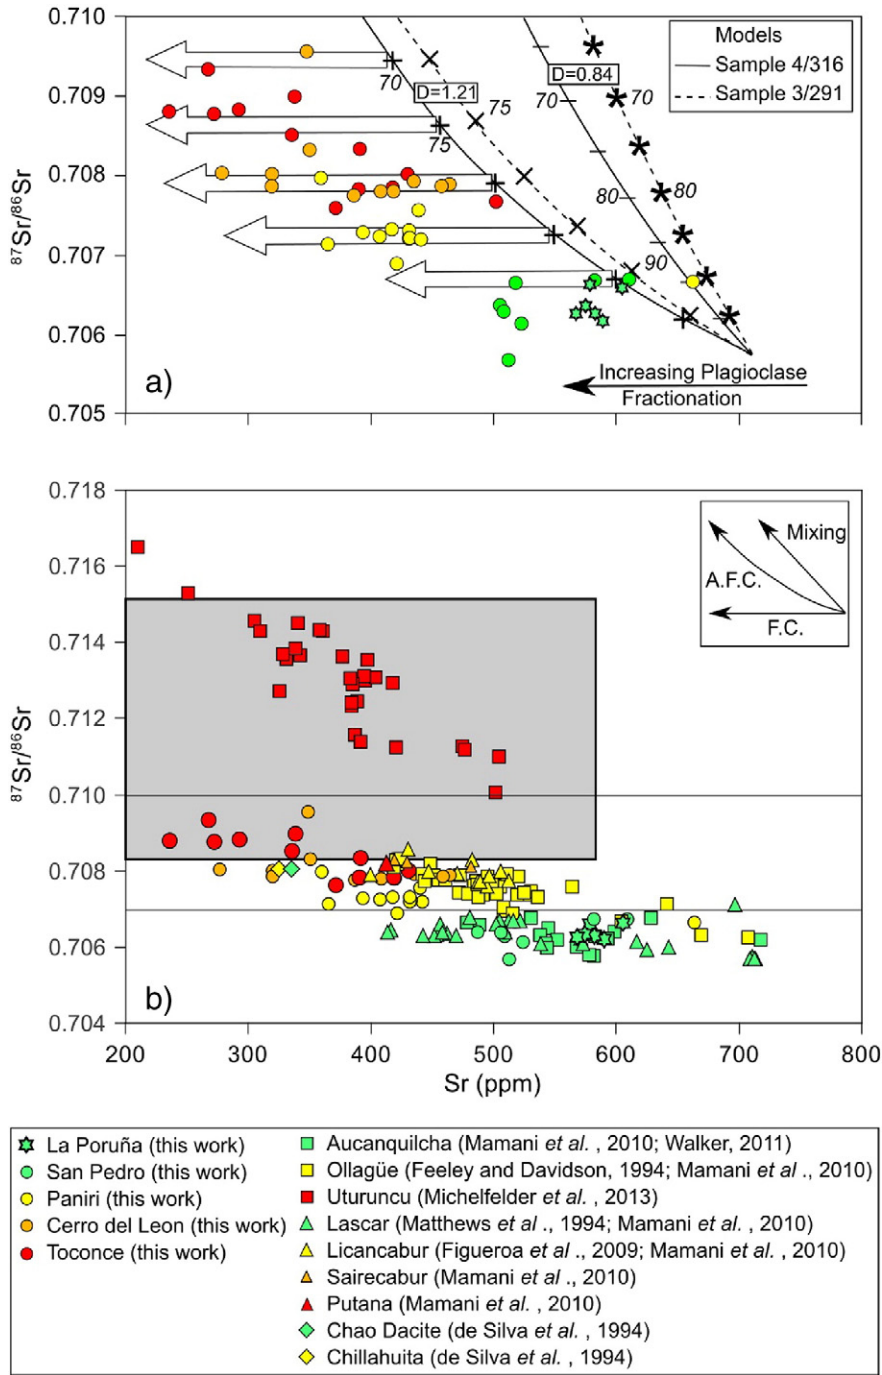 0.710
0.709
0.708
0.707
0.706
0.705
87Sr/86Sr
Models
Sample 4/316
Sample 3/291
D=1.21
D=0.84
70
75
75
70
70
80
80
90
Increasing Plagioclase
Fractionation
a)
0.718
0.716
0.714
0.712
0.710
0.708
0.706
0.704
87Sr/86Sr
Mixing
A.F.C.
F.C.
b)
200 300 400 500 600 700 800
Sr (ppm)
La Poruña (this work)
San Pedro (this work)
Paniri (this work)
Cerro del Leon (this work)
Toconce (this work)
Aucanquilcha (Mamani et al., 2010; Walker, 2011)
Ollagüe (Feeley and Davidson, 1994; Mamani et al., 2010)
Uturuncu (Michelfelder et al., 2013)
Lascar (Matthews et al., 1994; Mamani et al., 2010)
Licancabur (Figueroa et al., 2009; Mamani et al., 2010)
Sairecabur (Mamani et al., 2010)
Putana (Mamani et al., 2010)
Chao Dacite (de Silva et al., 1994)
Chillahuita (de Silva et al., 1994)